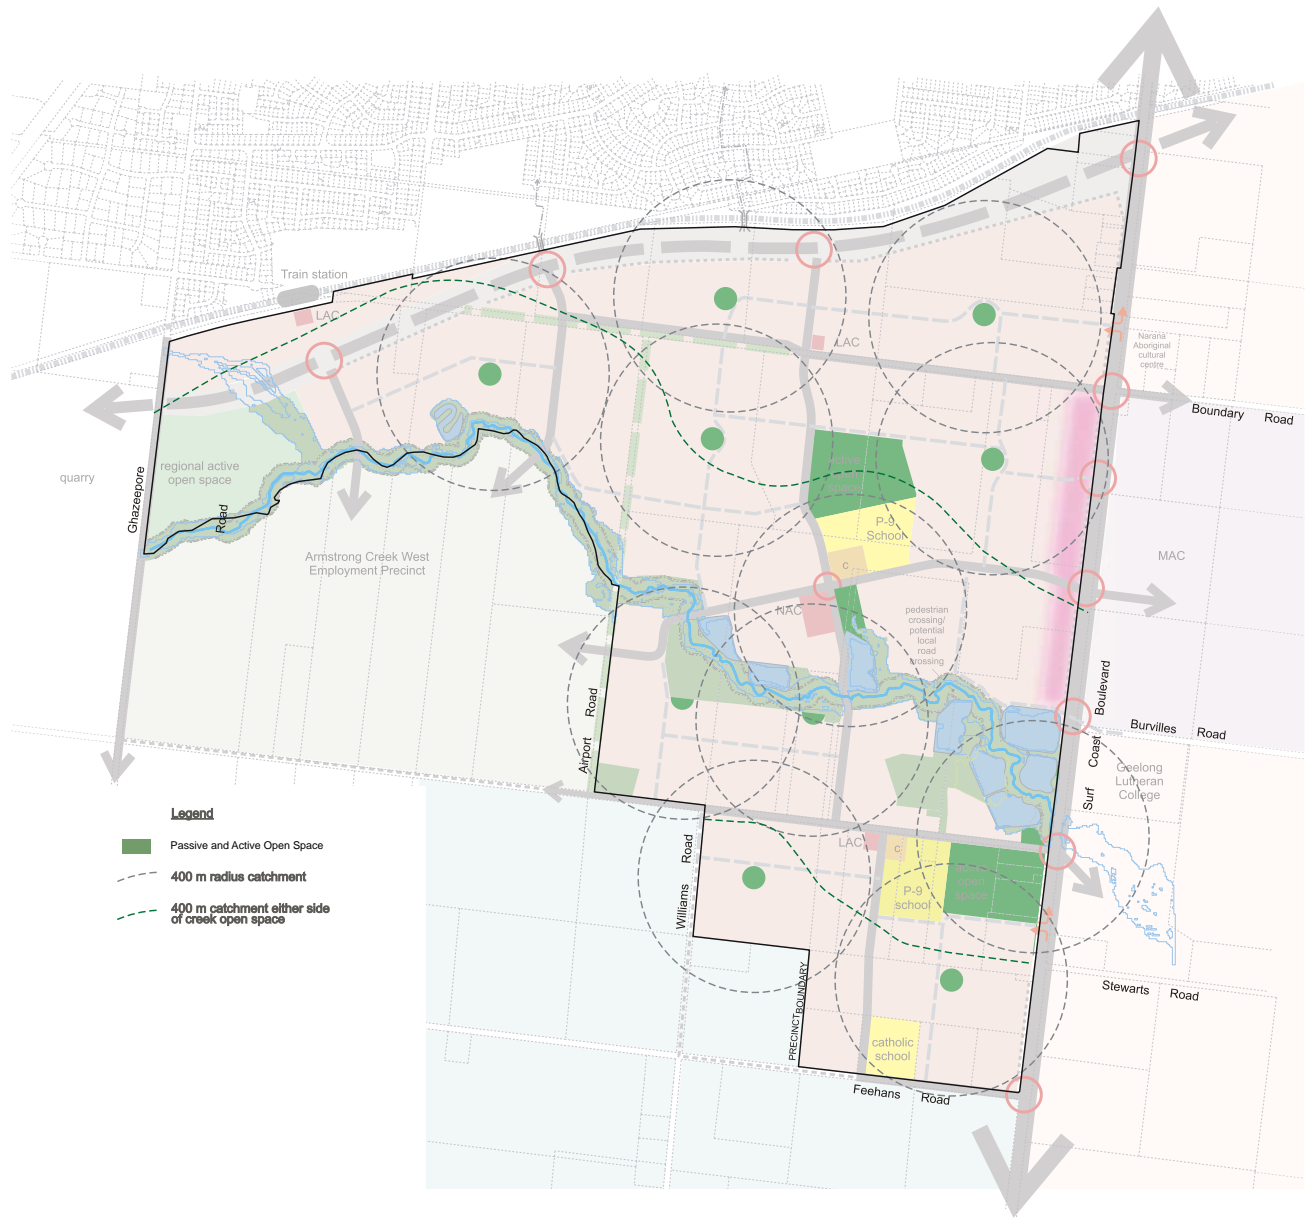 Train station
LAC
LAC
Narana
Aboriginal
cultural
centre
Boundary Road
quarry
Ghazeepore
Road
regional active
open space
P-9
School
c
Armstrong Creek West
Employment Precinct
MAC
NAC
pedestrian
crossing/
potential
local
road
crossing
Airport Road
Surf Coast Boulevard
Burvilles Road
Geelong
Lutheran
College
Legend
Passive and Active Open Space
400 m radius catchment
400 m catchment either side
of creek open space
Williams Road
LAC
c
P-9
school
active
open
space
PRECINCT BOUNDARY
Stewarts Road
catholic
school
Feehans Road